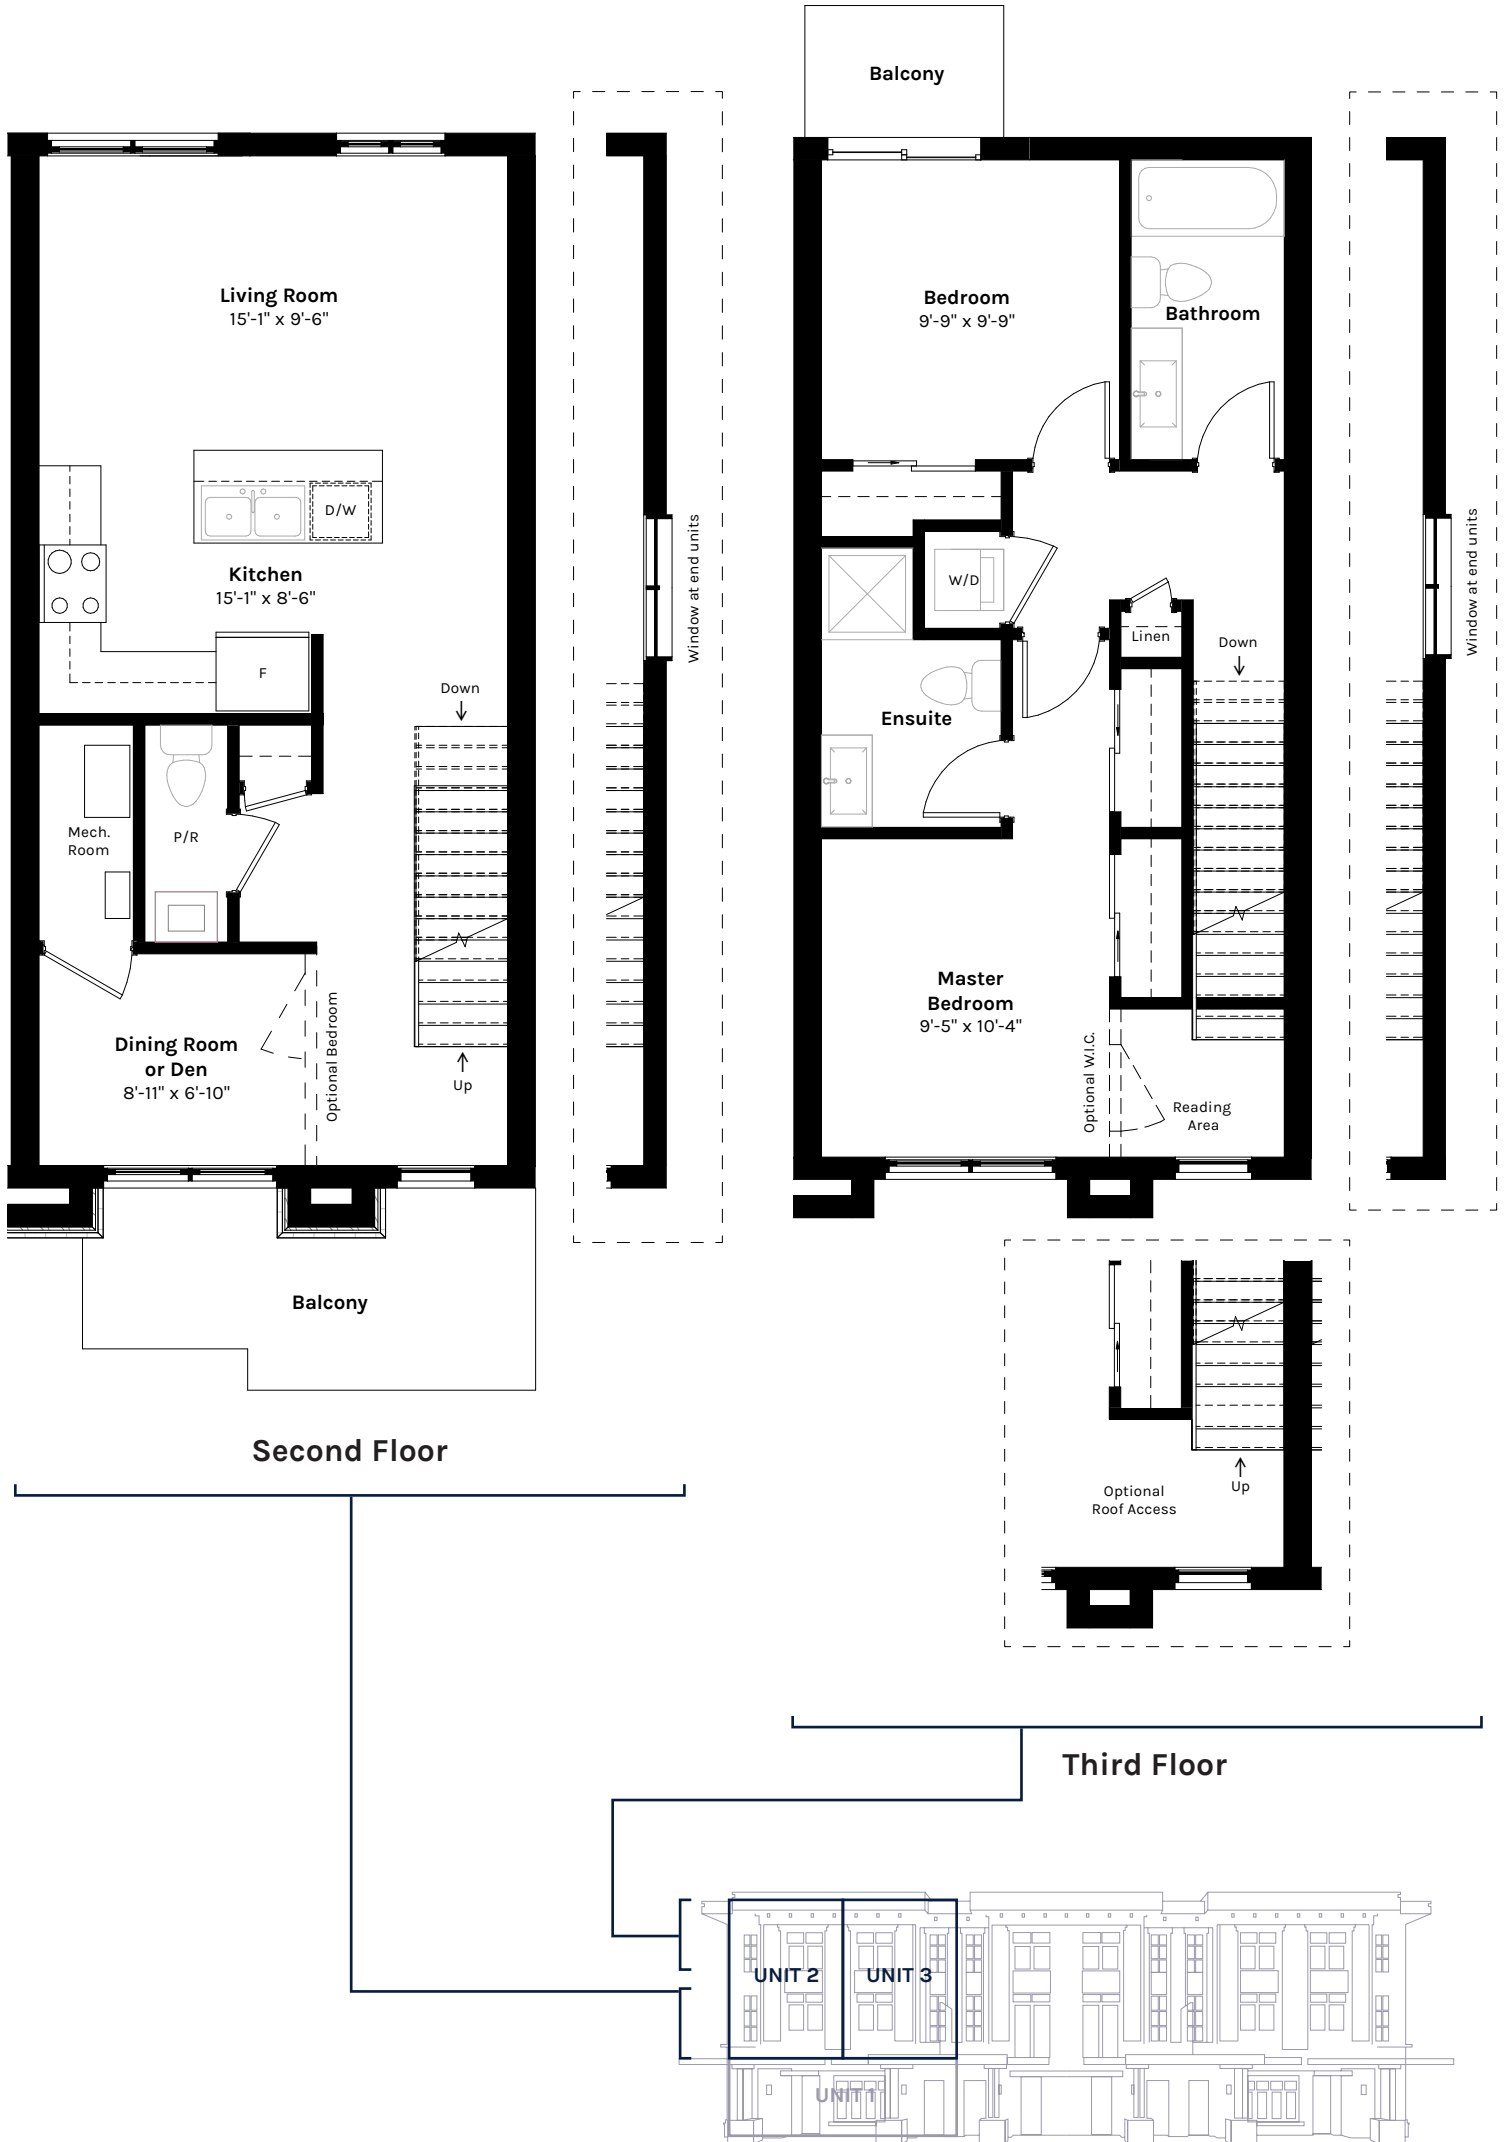 Living Room
15'-1" x 9'-6"
D/W
Kitchen
15'-1" x 8'-6"
F
Down
Mech.
Room
P/R
Dining Room
or Den
8'-11" x 6'-10"
Optional Bedroom
Up
Balcony
Window at end units
Second Floor
Balcony
Bedroom
9'-9" x 9'-9"
Bathroom
W/D
Linen
Down
Ensuite
Master
Bedroom
9'-5" x 10'-4"
Optional W.I.C.
Reading
Area
Window at end units
Optional
Roof Access
Up
Third Floor
UNIT 2
UNIT 3
UNIT 1